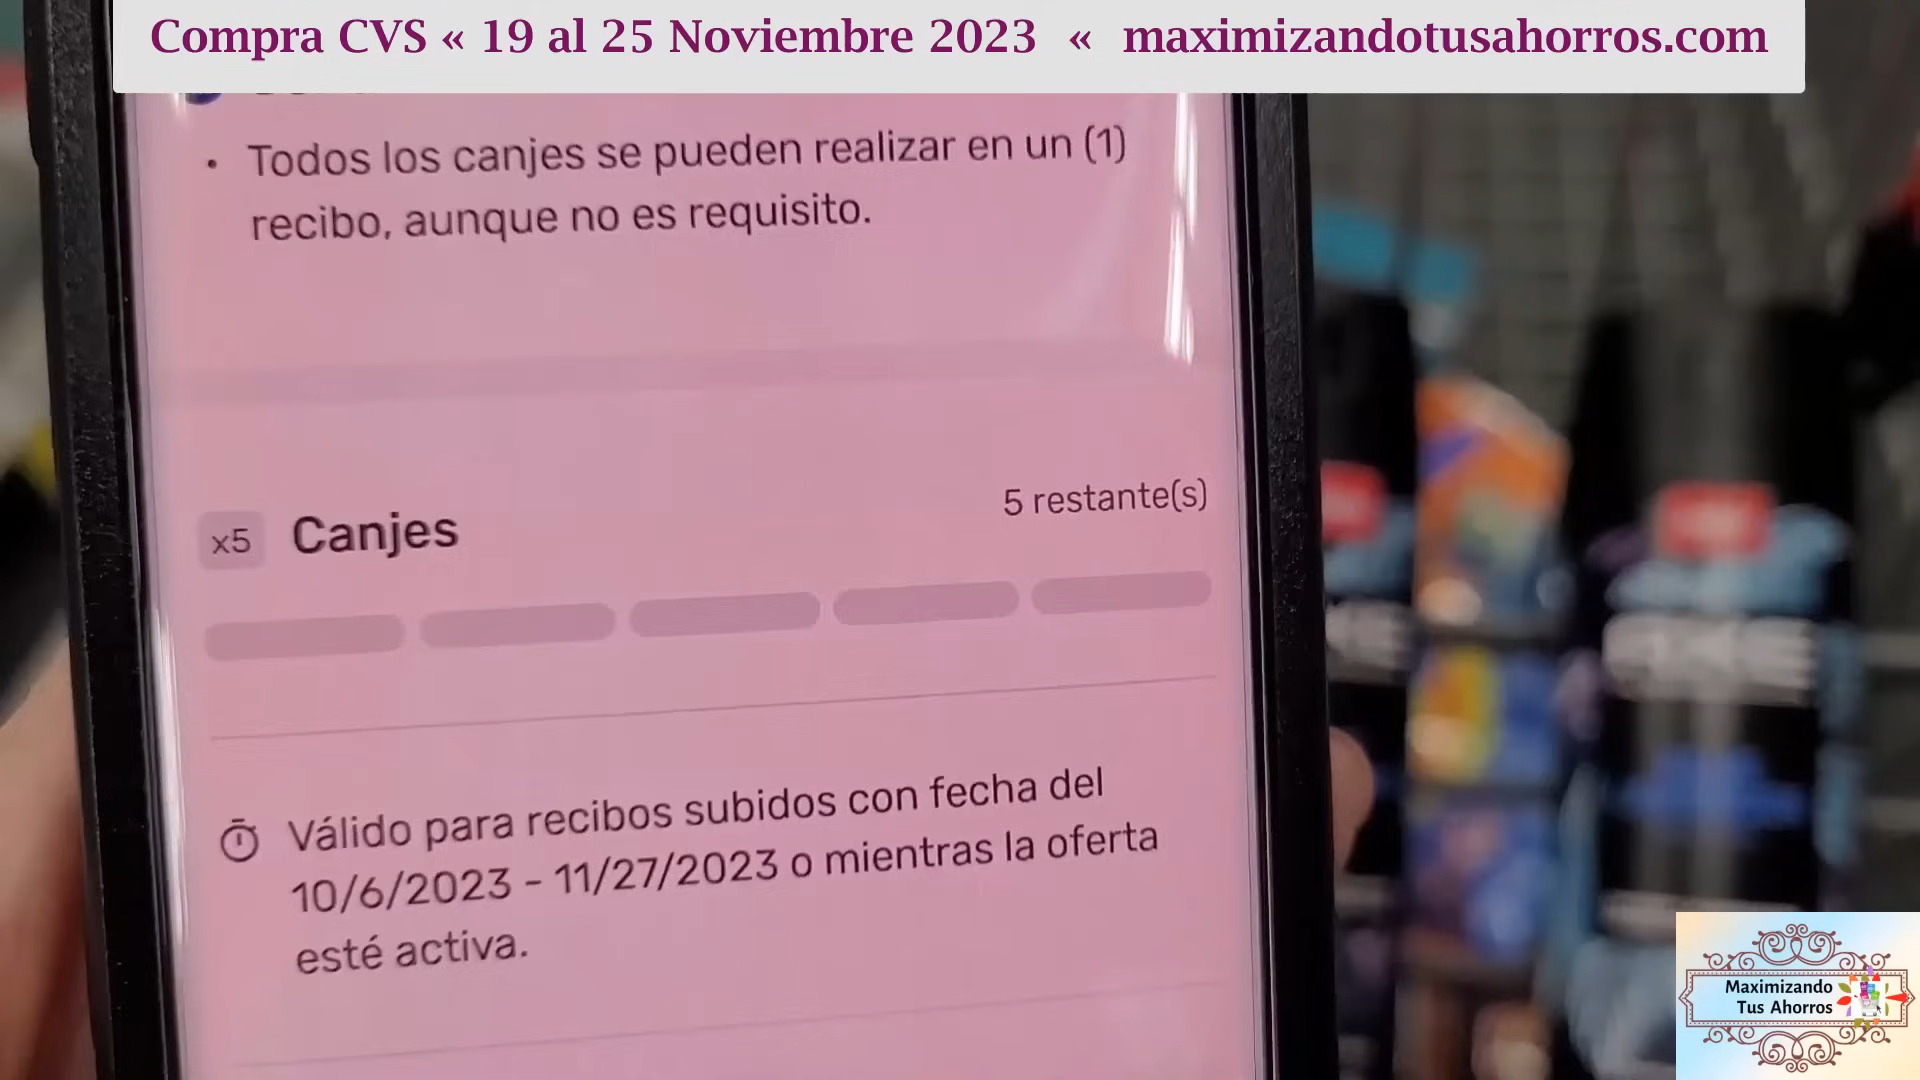 Compra CVS « 19 al 25 Noviembre 2023 « maximizandotusahorros.com
• Todos los canjes se pueden realizar en un (1)
recibo, aunque no es requisito.
x5 Canjes 5 restante(s)
Válido para recibos subidos con fecha del
10/6/2023 - 11/27/2023 o mientras la oferta
esté activa.
Maximizando
Tus Ahorros